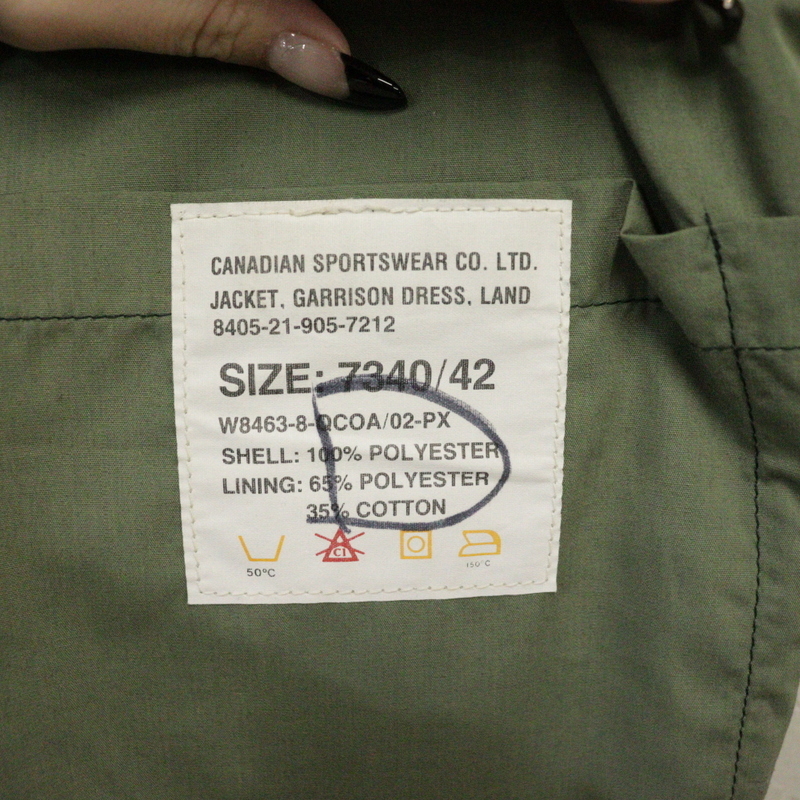 CANADIAN SPORTSWEAR CO. LTD.
JACKET, GARRISON DRESS, LAND
8405-21-905-7212
SIZE: 7340/42
W8463-8-QCOA/02-PX
SHELL: 100% POLYESTER
LINING: 65% POLYESTER
35% COTTON
D
50°C
Cl
150°C